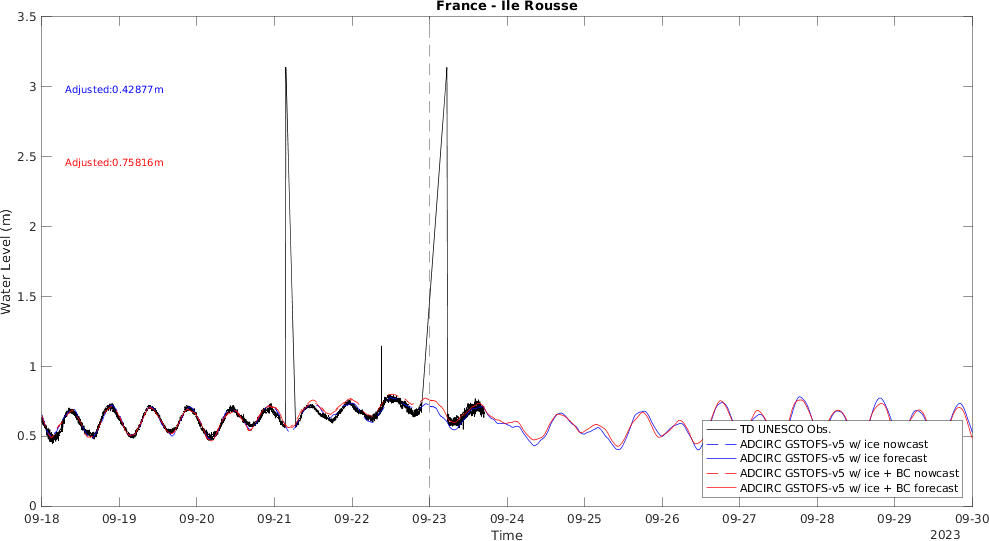 France - Ile Rousse
3.5
3
2.5
2
1.5
1
0.5
0
Water Level (m)
Adjusted:0.42877m
Adjusted:0.75816m
TD UNESCO Obs.
ADCIRC GSTOFS-v5 w/ ice nowcast
ADCIRC GSTOFS-v5 w/ ice forecast
ADCIRC GSTOFS-v5 w/ ice + BC nowcast
ADCIRC GSTOFS-v5 w/ ice + BC forecast
09-18 09-19 09-20 09-21 09-22 09-23 09-24 09-25 09-26 09-27 09-28 09-29 09-30
Time
2023